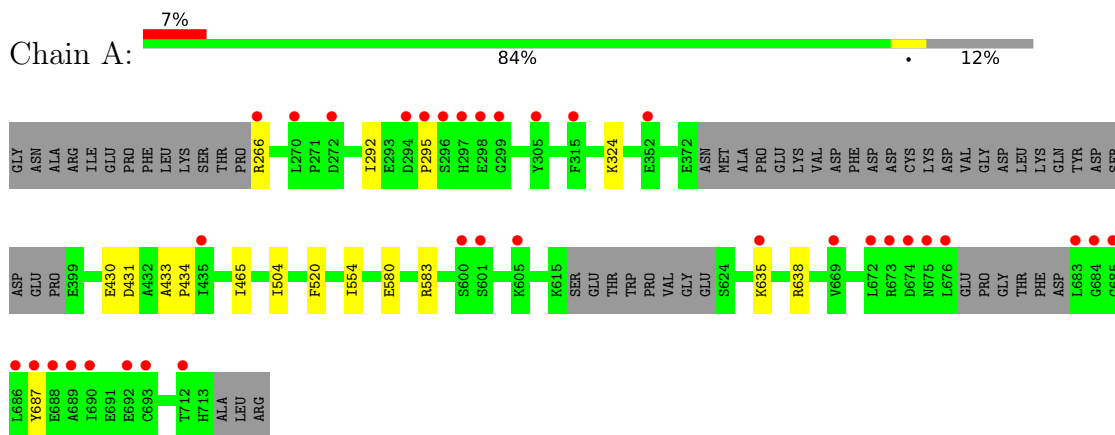 7%
Chain A:
84% • 12%
GLY ASN ALA ARG ILE GLU PRO PHE LEU LYS SER THR PRO R266 L270 P271 D272 I292 E293 D294 P295 S296 H297 E298 G299 Y305 F315 K324 E352 E372 ASN MET ALA PRO GLU LYS VAL ASP PHE ASP ASP CYS LYS ASP VAL GLY ASP LEU LYS GLN TYR ASP SER
ASP GLU PRO E399 E430 D431 A432 A433 P434 I435 I465 I504 F520 I554 E580 R583 S600 S601 K605 K615 SER GLU THR TRP PRO VAL GLY GLU S624 K635 R638 V669 L672 R673 D674 N675 L676 GLU PRO GLY THR PHE ASP L683 G684
L686 Y687 E688 A689 I690 E691 E692 C693 T712 H713 ALA LEU ARG